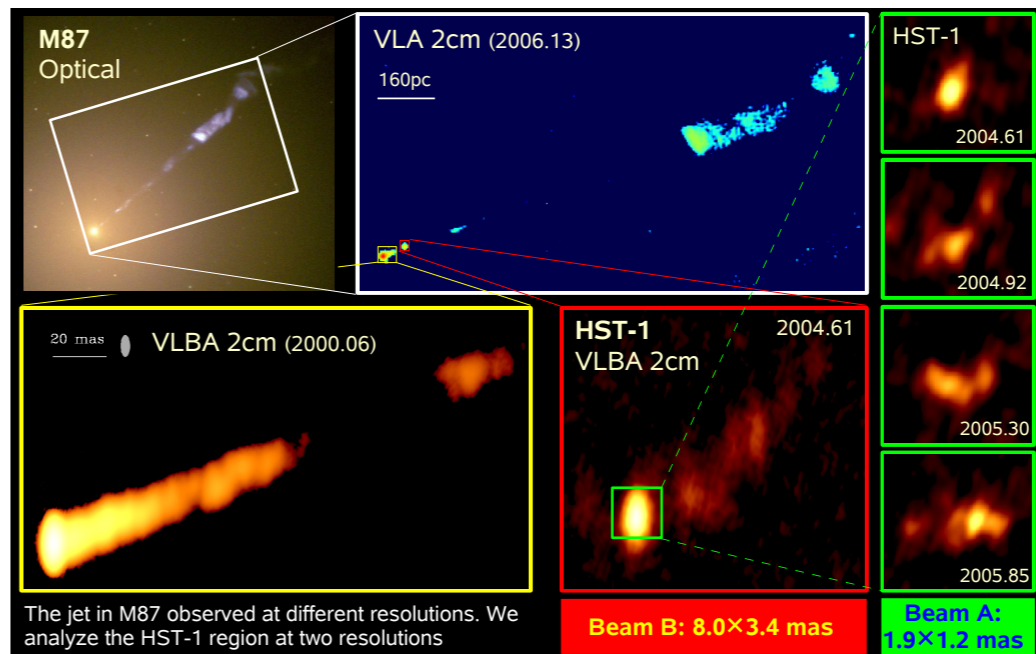 M87
Optical
VLA 2cm (2006.13)
160pc
HST-1
2004.61
2004.92
20 mas
VLBA 2cm (2000.06)
HST-1
VLBA 2cm
2004.61
2005.30
2005.85
The jet in M87 observed at different resolutions. We
analyze the HST-1 region at two resolutions
Beam B: 8.0×3.4 mas
Beam A:
1.9×1.2 mas